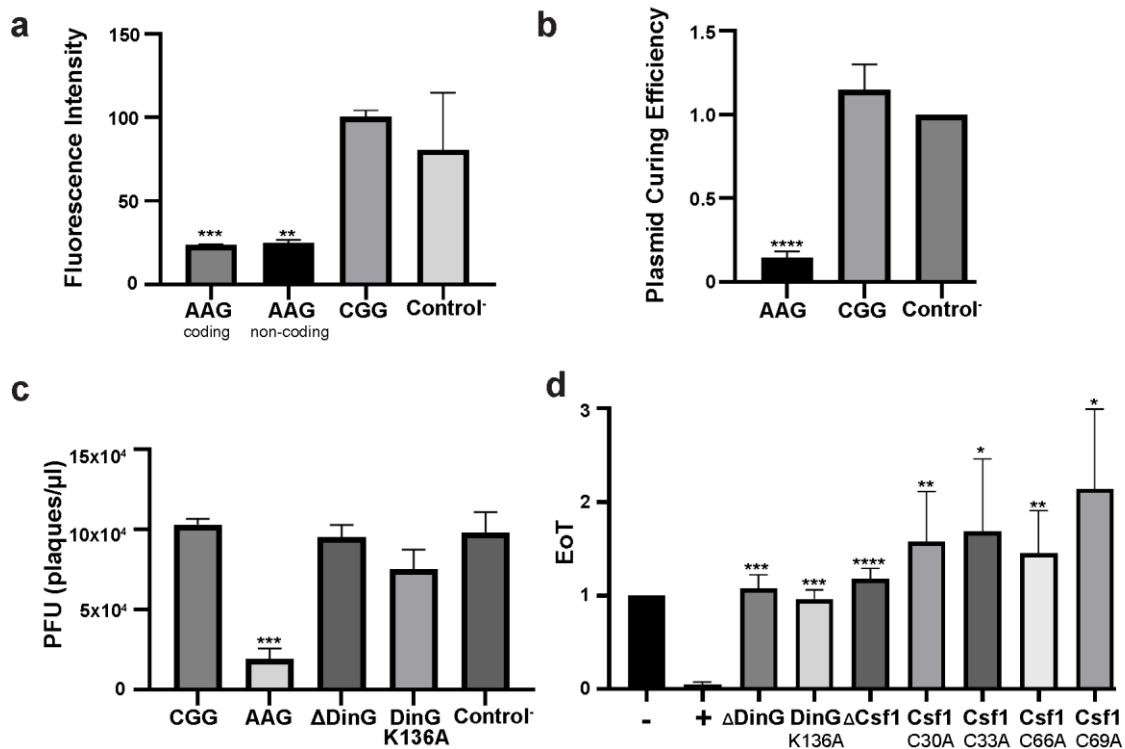 a
Fluorescence Intensity
150
100
50
0
***
**
AAG
coding
AAG
non-coding
CGG
Control⁻
b
Plasmid Curing Efficiency
1.5
1.0
0.5
0
****
AAG
CGG
Control⁻
c
PFU (plaques/µl)
15x10⁴
10x10⁴
5x10⁴
0
***
CGG
AAG
ΔDinG
DinG
K136A
Control⁻
d
EoT
3
2
1
0
***
***
****
**
*
**
*
-
+
ΔDinG
DinG
K136A
ΔCsf1
Csf1
C30A
Csf1
C33A
Csf1
C66A
Csf1
C69A